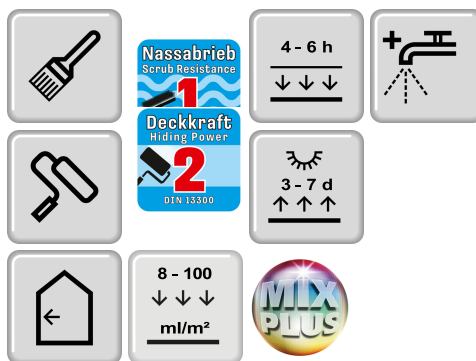 Nassabrieb
Scrub Resistance
1
4 - 6 h
+
Deckkraft
Hiding Power
2
DIN 13300
3 - 7 d
8 - 100
ml/m²
MIX
PLUS